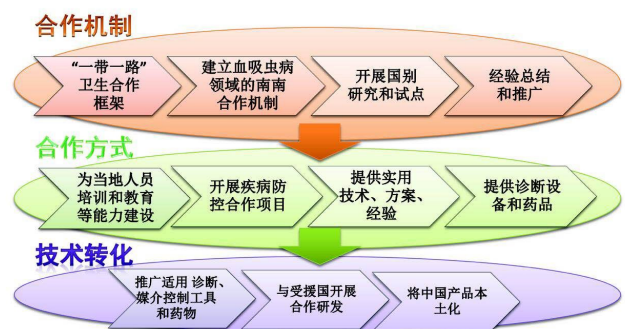 合作机制
“一带一路”
卫生合作
框架
建立血吸虫病
领域的南南
合作机制
开展国别
研究和试点
经验总结
和推广
合作方式
为当地人员
培训和教育
等能力建设
开展疾病防
控合作项目
提供实用
技术、方案、
经验
提供诊断设
备和药品
技术转化
推广适用 诊断、
媒介控制工具
和药物
与受援国开展
合作研发
将中国产品本
土化